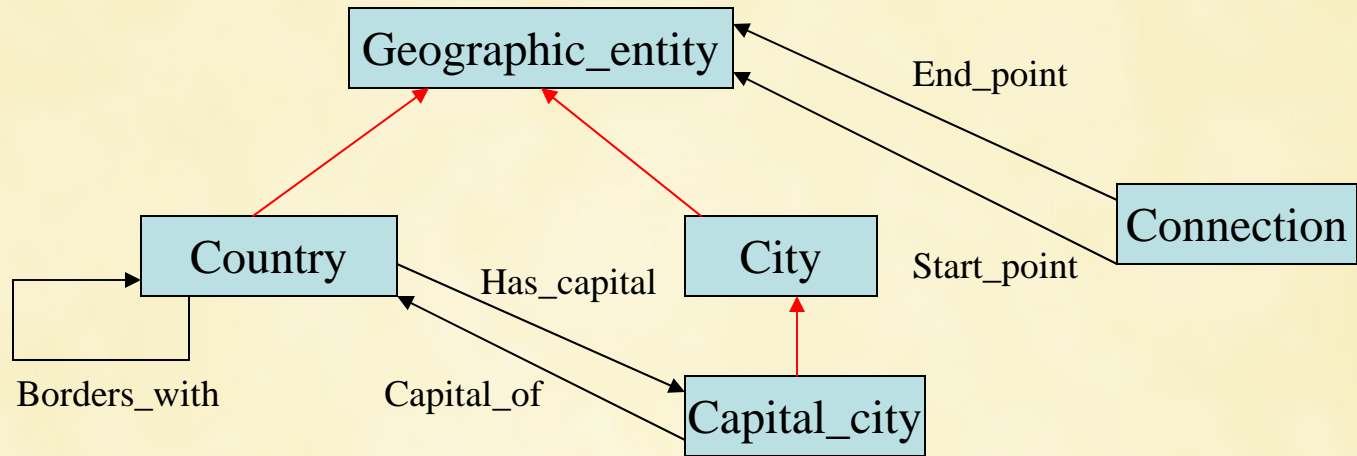 Geographic_entity
End_point
Connection
Country
City
Start_point
Has_capital
Borders_with
Capital_of
Capital_city